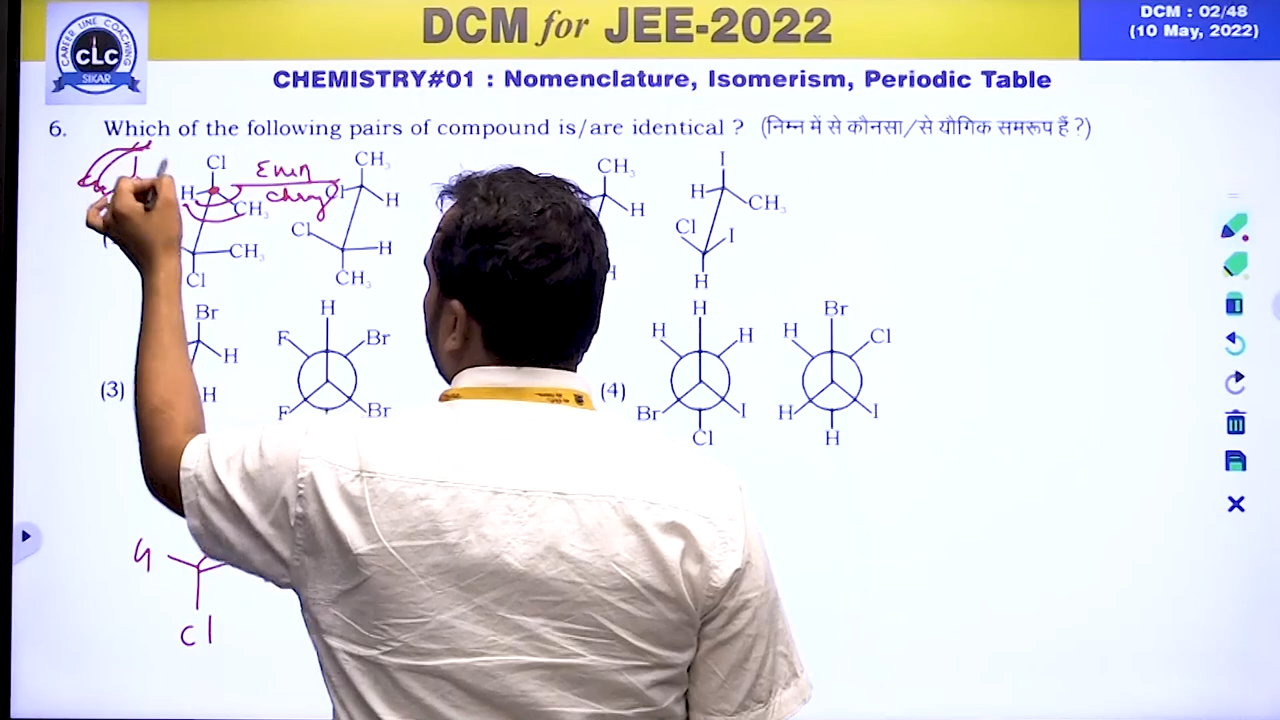 DCM for JEE-2022
DCM : 02/48
(10 May, 2022)
CAREER LINE COACHING
CLC
SIKAR
CHEMISTRY#01 : Nomenclature, Isomerism, Periodic Table
6. Which of the following pairs of compound is/are identical ? (निम्न में से कौनसा/से यौगिक समरूप हैं ?)
Cl CH₃ CH₃ I
H CH₃ H H H CH₃
Cl Cl I
CH₃ H H
Cl CH₃ H
Br H H Br
F Br H H H Cl
H
(3) H (4)
F Br Br I H I
Cl H
Cl